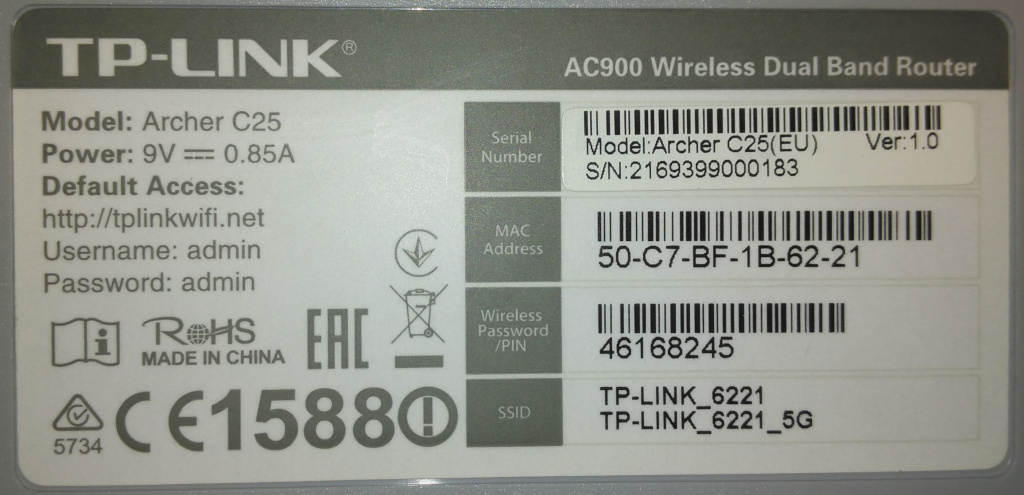 TP-LINK®
AC900 Wireless Dual Band Router
Model: Archer C25
Power: 9V ⎓ 0.85A
Default Access:
http://tplinkwifi.net
Username: admin
Password: admin
RoHS
MADE IN CHINA
EAC
5734
CE1588
Serial
Number
Model:Archer C25(EU) Ver:1.0
S/N:2169399000183
MAC
Address
50-C7-BF-1B-62-21
Wireless
Password
/PIN
46168245
SSID
TP-LINK_6221
TP-LINK_6221_5G